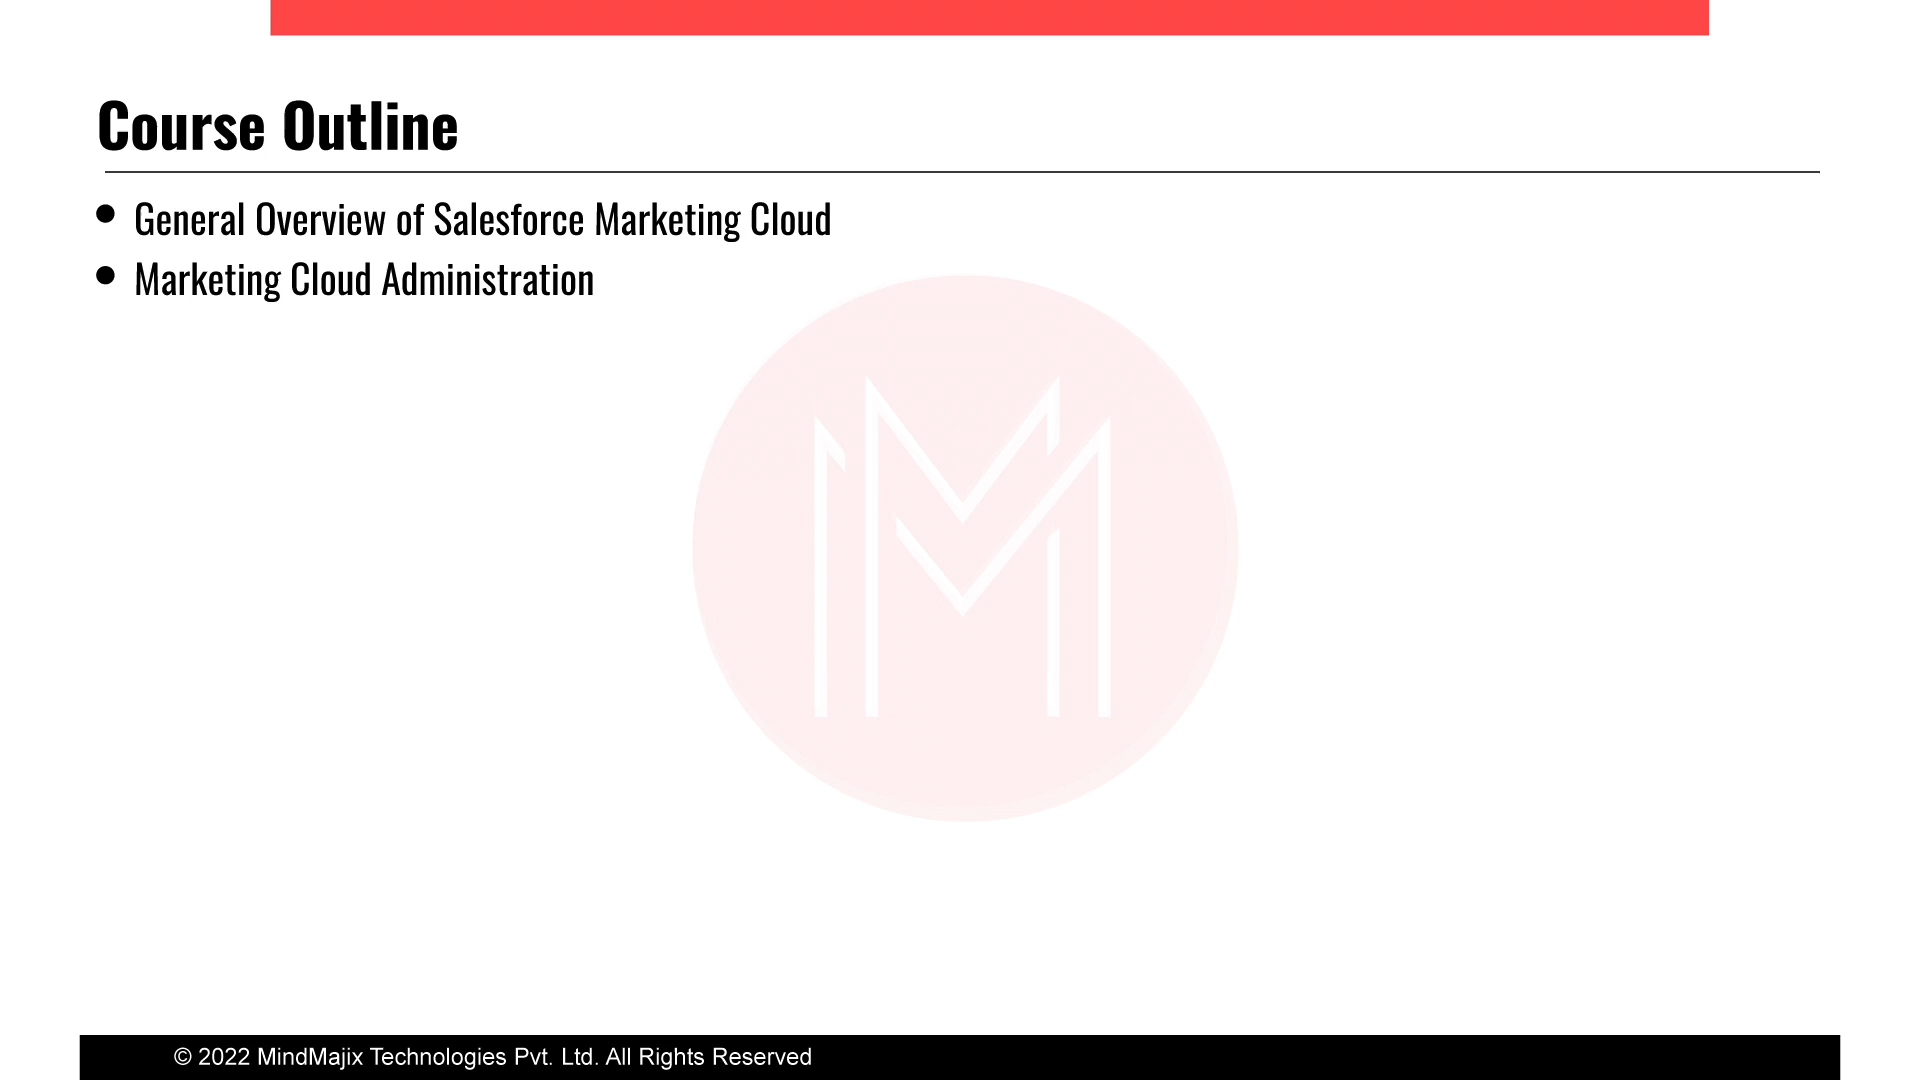 Course Outline
● General Overview of Salesforce Marketing Cloud
● Marketing Cloud Administration
© 2022 MindMajix Technologies Pvt. Ltd. All Rights Reserved